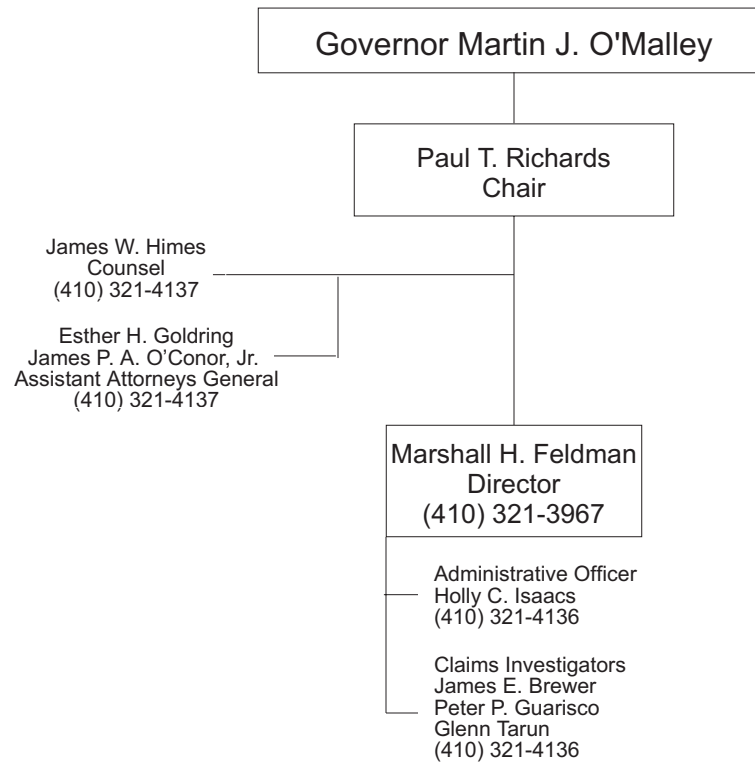 Governor Martin J. O'Malley
Paul T. Richards
Chair
James W. Himes
Counsel
(410) 321-4137
Esther H. Goldring
James P. A. O’Conor, Jr.
Assistant Attorneys General
(410) 321-4137
Marshall H. Feldman
Director
(410) 321-3967
Administrative Officer
Holly C. Isaacs
(410) 321-4136
Claims Investigators
James E. Brewer
Peter P. Guarisco
Glenn Tarun
(410) 321-4136